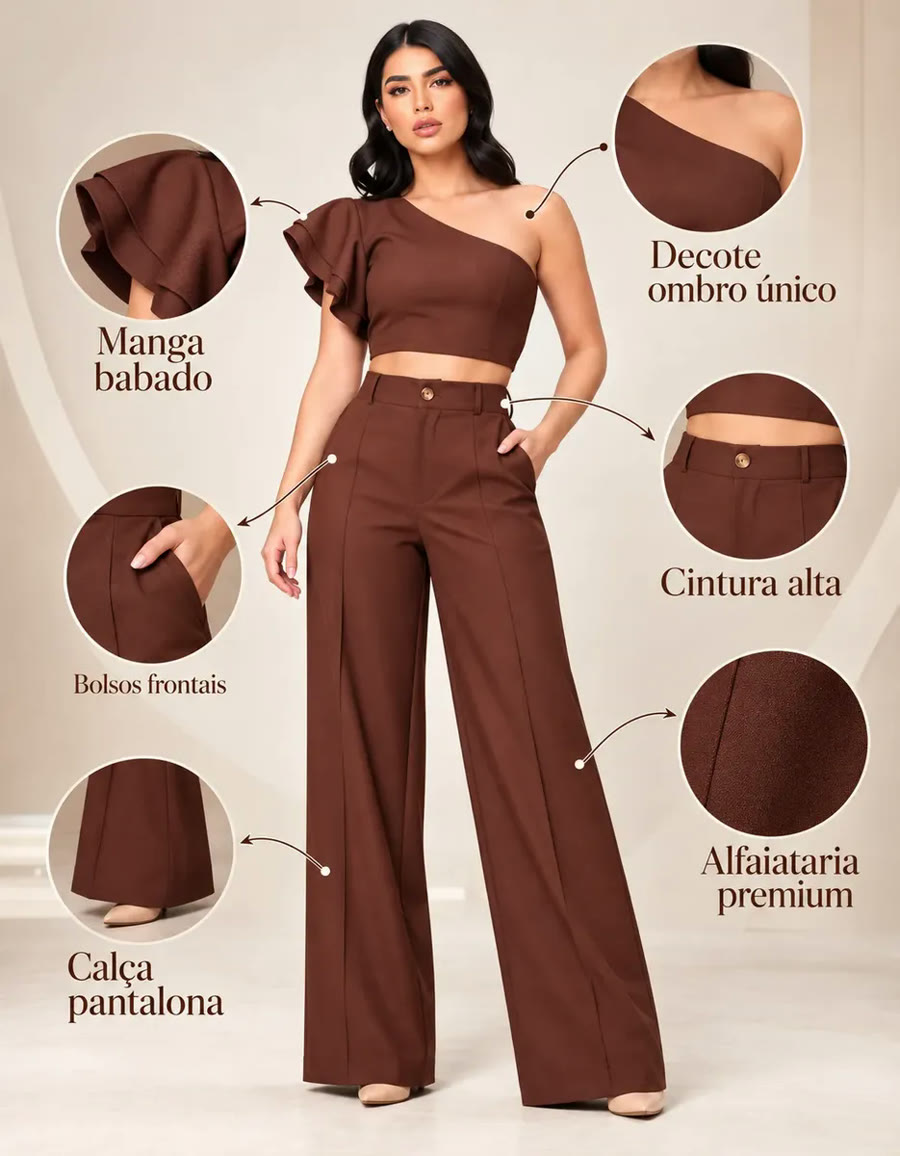 Decote
ombro único
Manga
babado
Cintura alta
Bolsos frontais
Alfaiataria
premium
Calça
pantalona